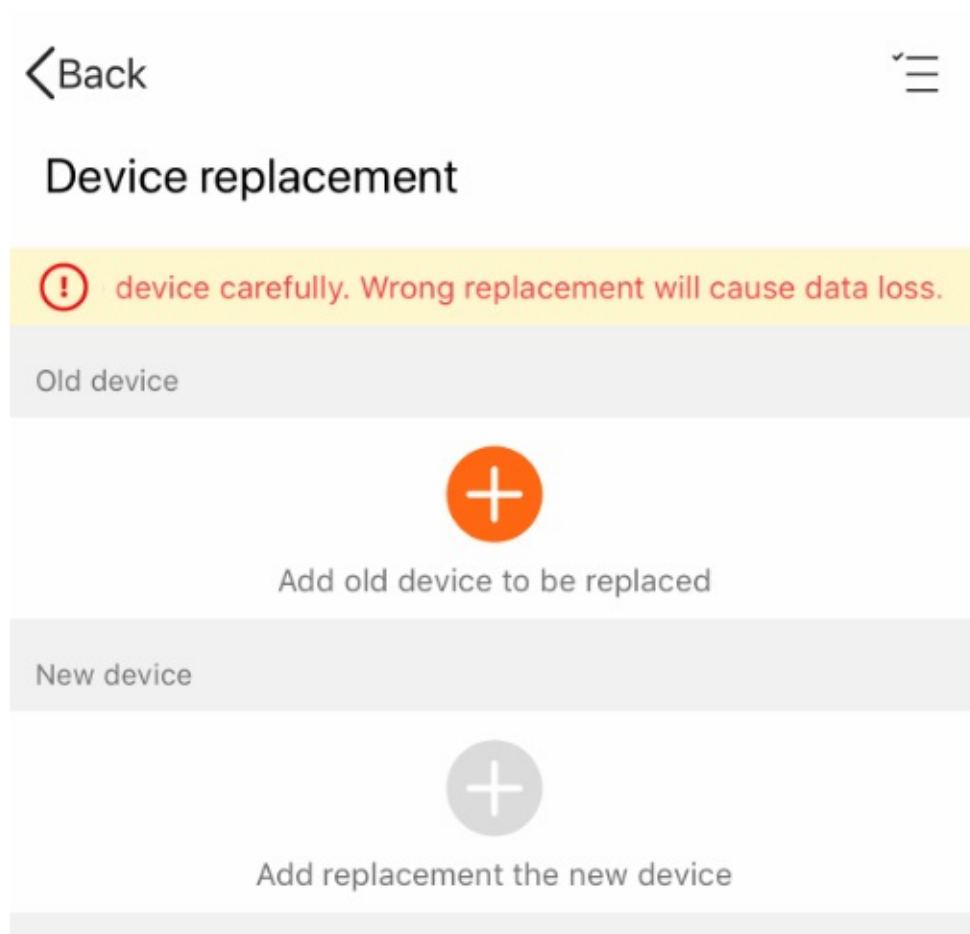 Back
Device replacement
device carefully. Wrong replacement will cause data loss.
Old device
Add old device to be replaced
New device
Add replacement the new device